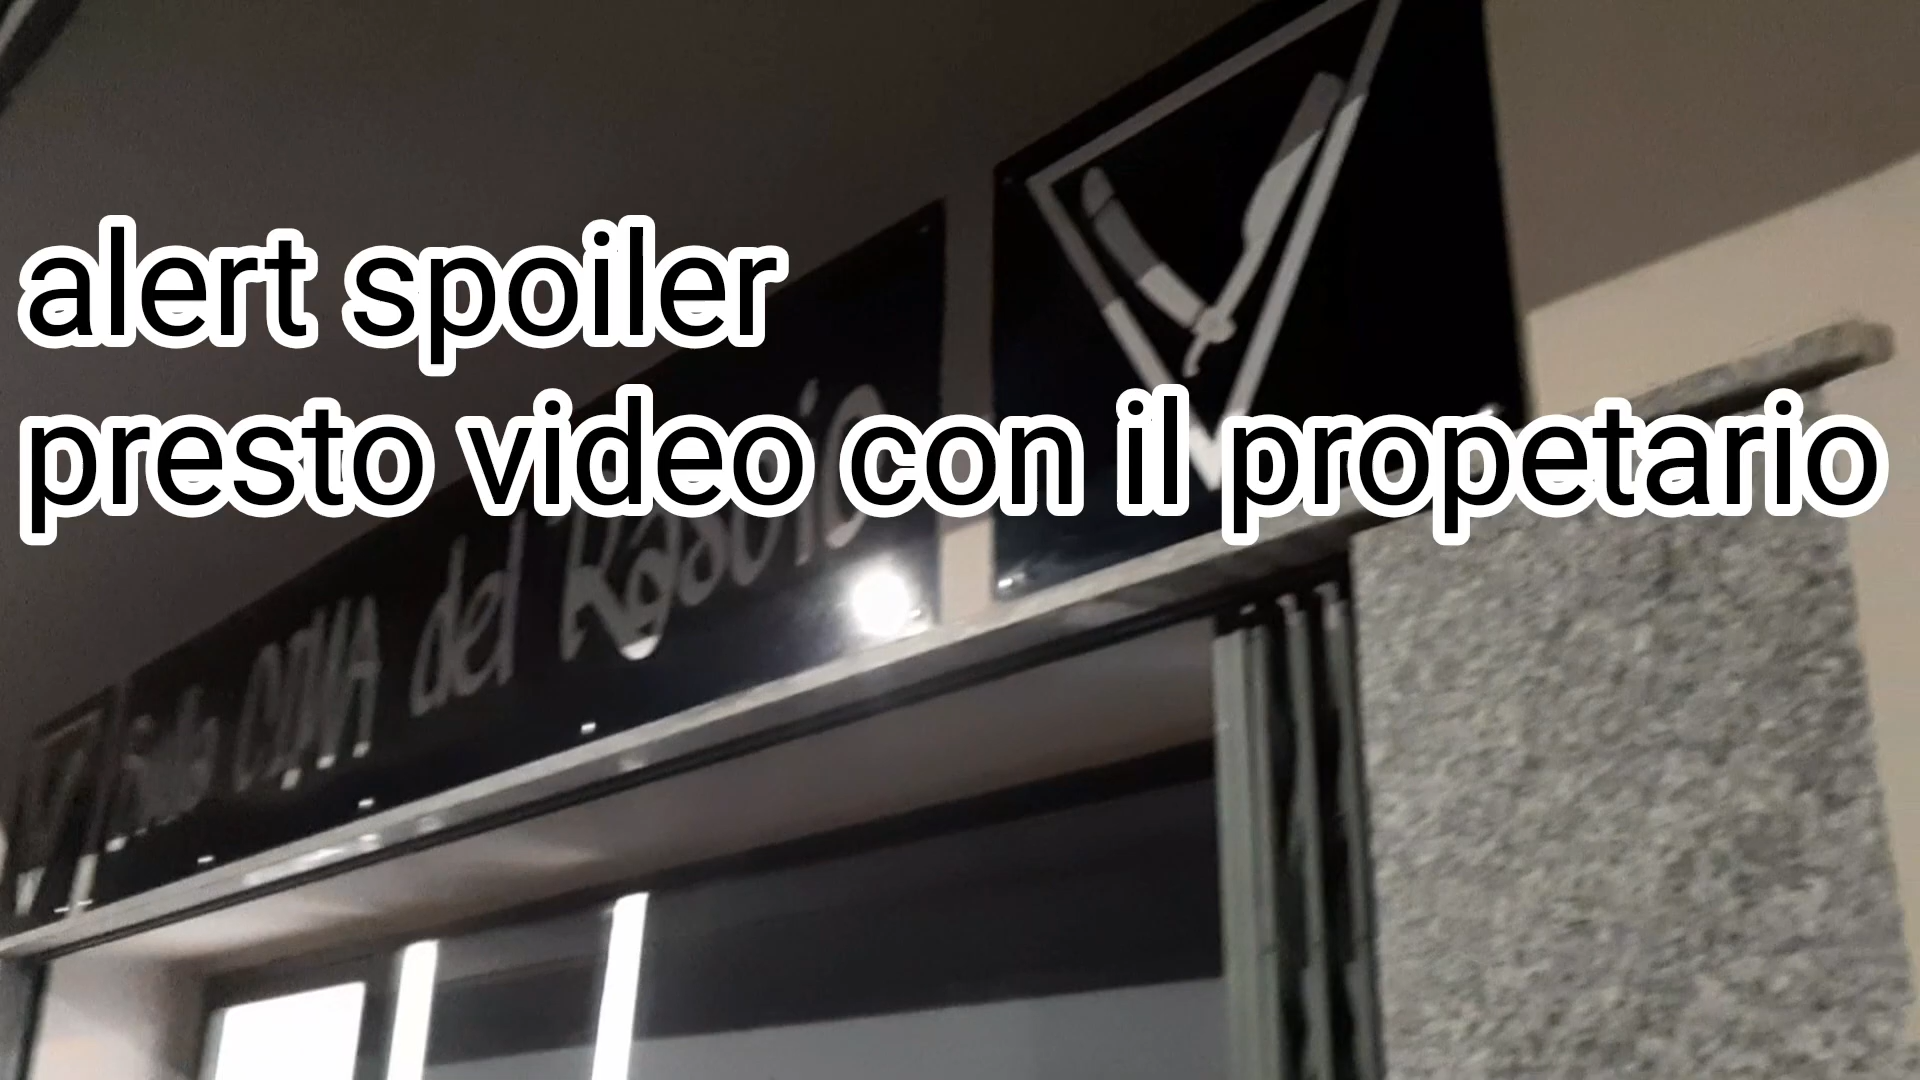 alert spoiler
presto video con il propetario
del Rasoio